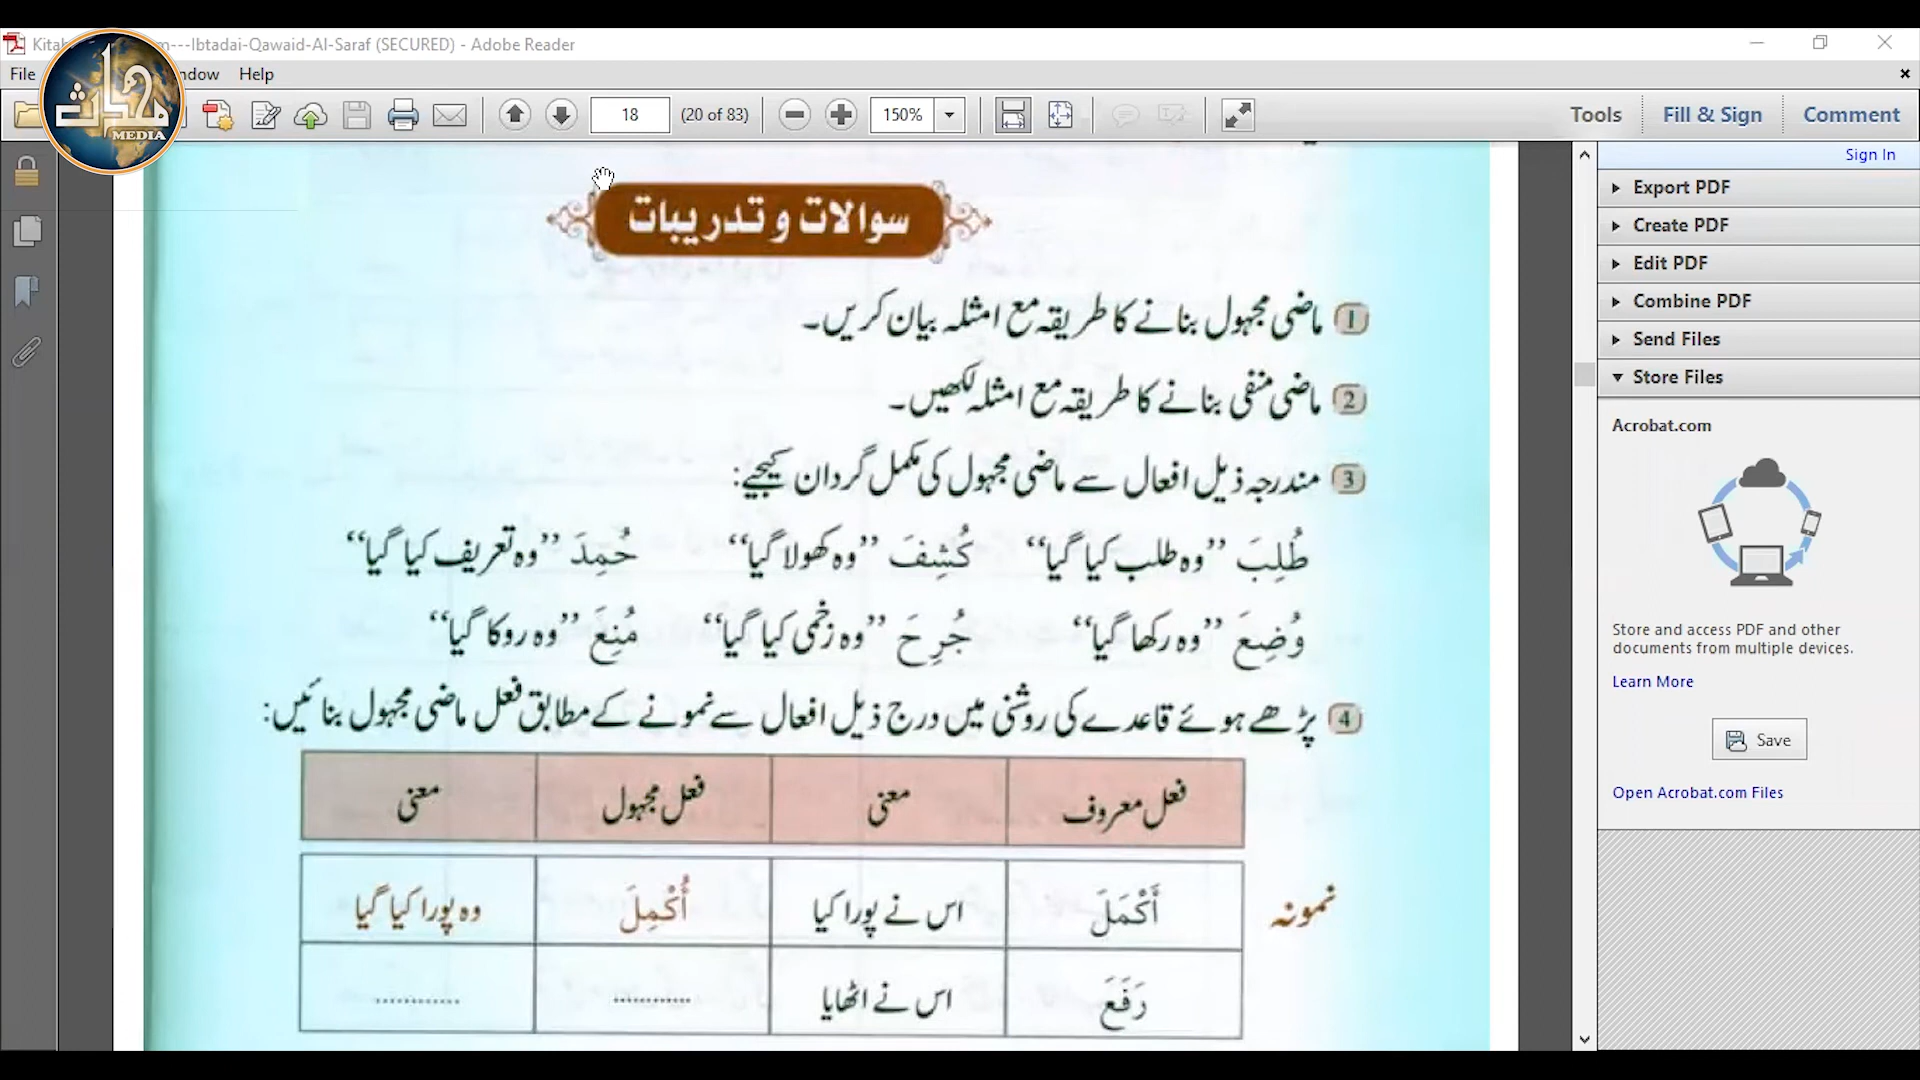 Ibtadai-Qawaid-Al-Saraf (SECURED) - Adobe Reader
File
Help
18 (20 of 83) 150%
Tools Fill & Sign Comment
MEDIA
Sign In
Export PDF
Create PDF
Edit PDF
Combine PDF
Send Files
Store Files
Acrobat.com
Store and access PDF and other
documents from multiple devices.
Learn More
Save
Open Acrobat.com Files
سوالات و تدریبات
1 ماضی مجہول بنانے کا طریقہ مع امثلہ بیان کریں۔
2 ماضی منفی بنانے کا طریقہ مع امثلہ لکھیں۔
3 مندرجہ ذیل افعال سے ماضی مجہول کی مکمل گردان کیجیے:
طُلِبَ ”وہ طلب کیا گیا“ كُشِفَ ”وہ کھولا گیا“ حُمِدَ ”وہ تعریف کیا گیا“
وُضِعَ ”وہ رکھا گیا“ جُرِحَ ”وہ زخمی کیا گیا“ مُنِعَ ”وہ روکا گیا“
4 پڑھے ہوئے قاعدے کی روشنی میں درج ذیل افعال سے نمونے کے مطابق فعل ماضی مجہول بنائیں:
فعل معروف معنی فعل مجہول معنی
نمونہ أَكْمَلَ اس نے پورا کیا أُكْمِلَ وہ پورا کیا گیا
رَفَعَ اس نے اٹھایا ............ ............